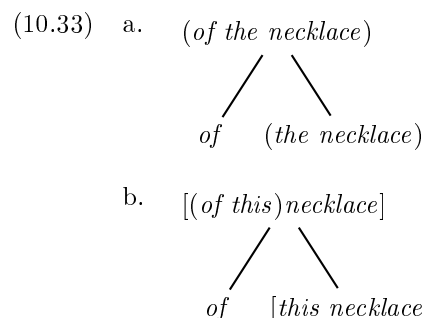 (10.33) a. (of the necklace)
of (the necklace)
b. [(of this)necklace]
of [this necklace